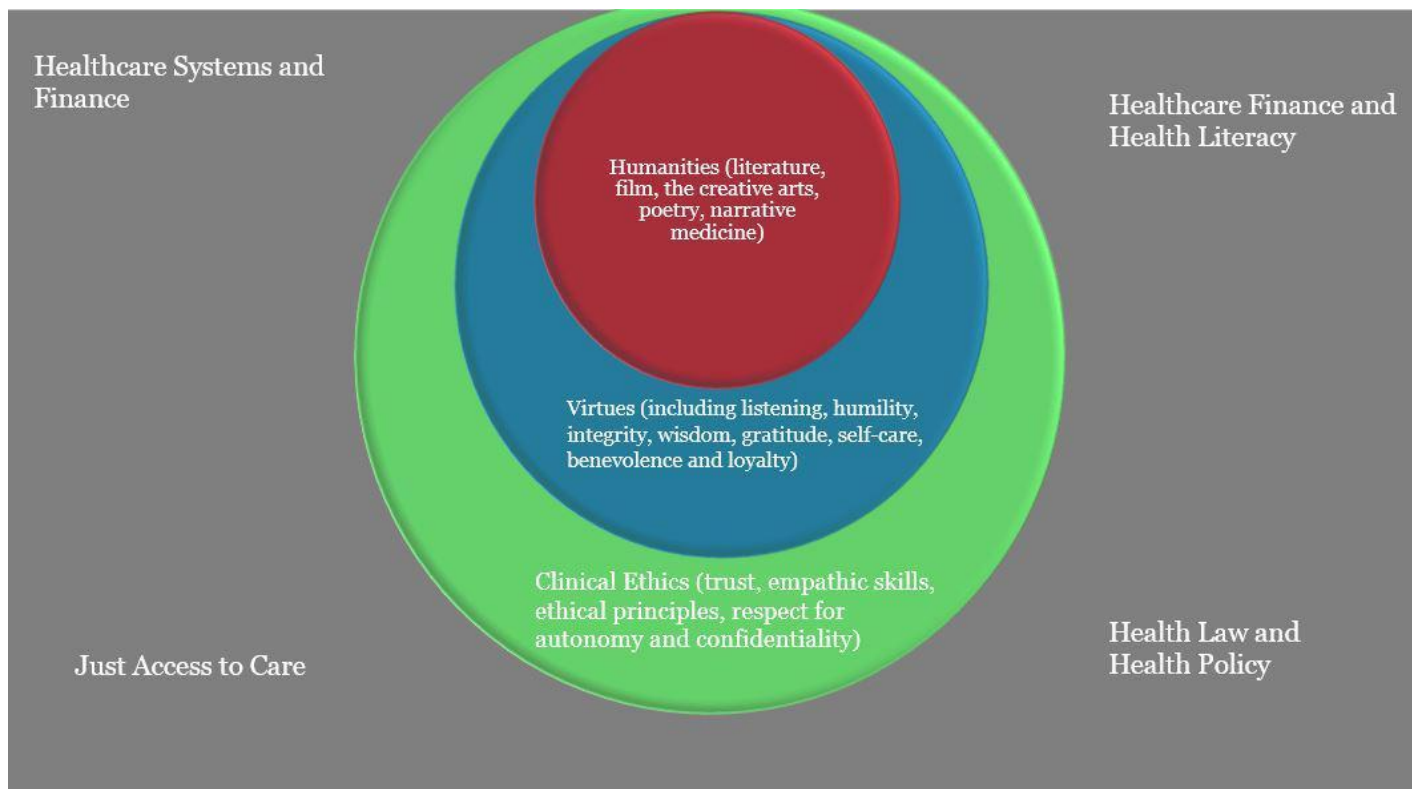 Healthcare Systems and
Finance
Healthcare Finance and
Health Literacy
Humanities (literature,
film, the creative arts,
poetry, narrative
medicine)
Virtues (including listening, humility,
integrity, wisdom, gratitude, self-care,
benevolence and loyalty)
Clinical Ethics (trust, empathic skills,
ethical principles, respect for
autonomy and confidentiality)
Just Access to Care
Health Law and
Health Policy